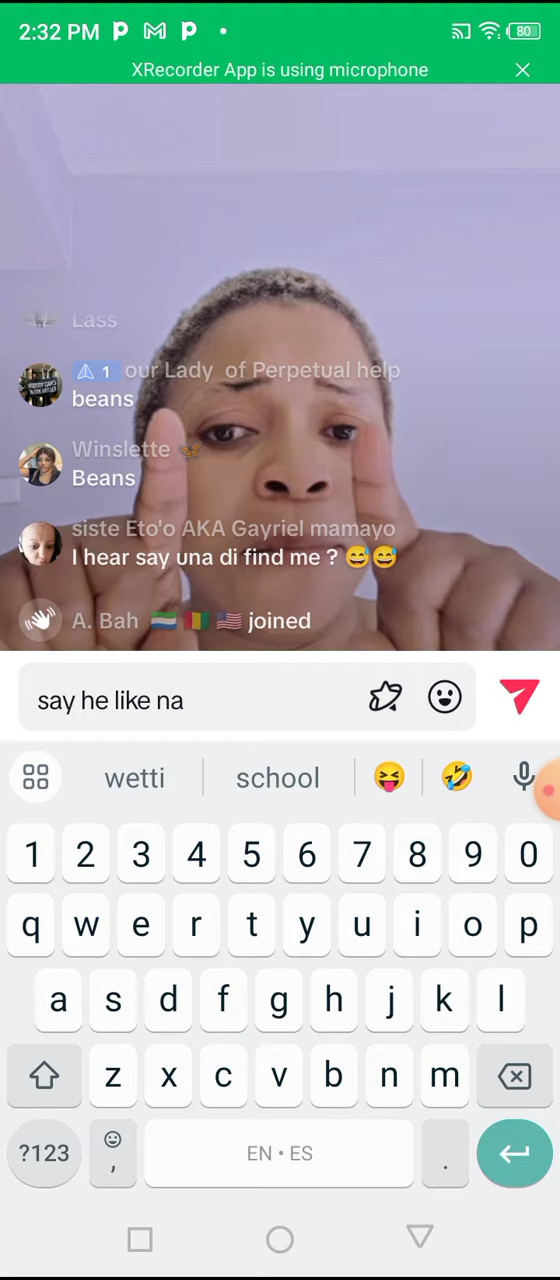 2:32 PM
80
XRecorder App is using microphone
Lass
1 our Lady of Perpetual help
beans
Winslette
Beans
siste Eto'o AKA Gayriel mamayo
I hear say una di find me ? 😅😅
A. Bah 🇸🇱 🇬🇳 🇺🇸 joined
say he like na
wetti school 😝 🤣
1 2 3 4 5 6 7 8 9 0
q w e r t y u i o p
a s d f g h j k l
z x c v b n m
?123 , EN • ES .